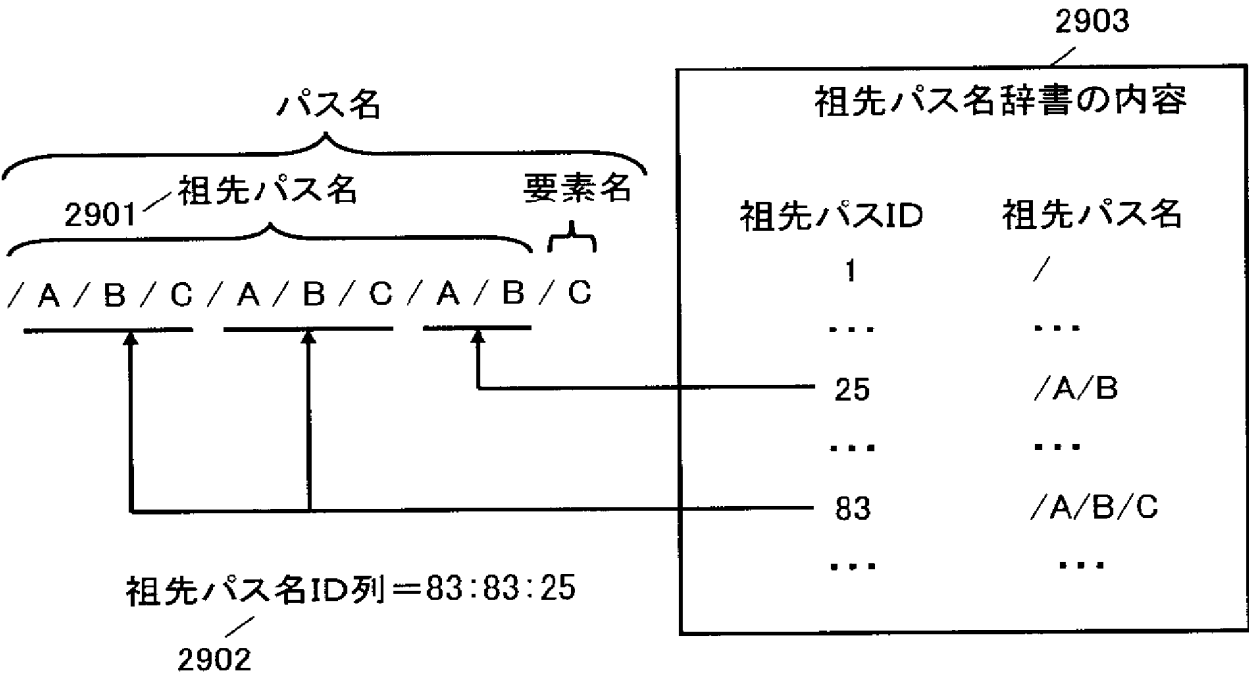 2903
パス名
2901
祖先パス名
要素名
/A/B/C/A/B/C/A/B/C
祖先パス名ID列=83:83:25
2902
祖先パス名辞書の内容
祖先パスID 祖先パス名
1 /
... ...
25 /A/B
... ...
83 /A/B/C
... ...